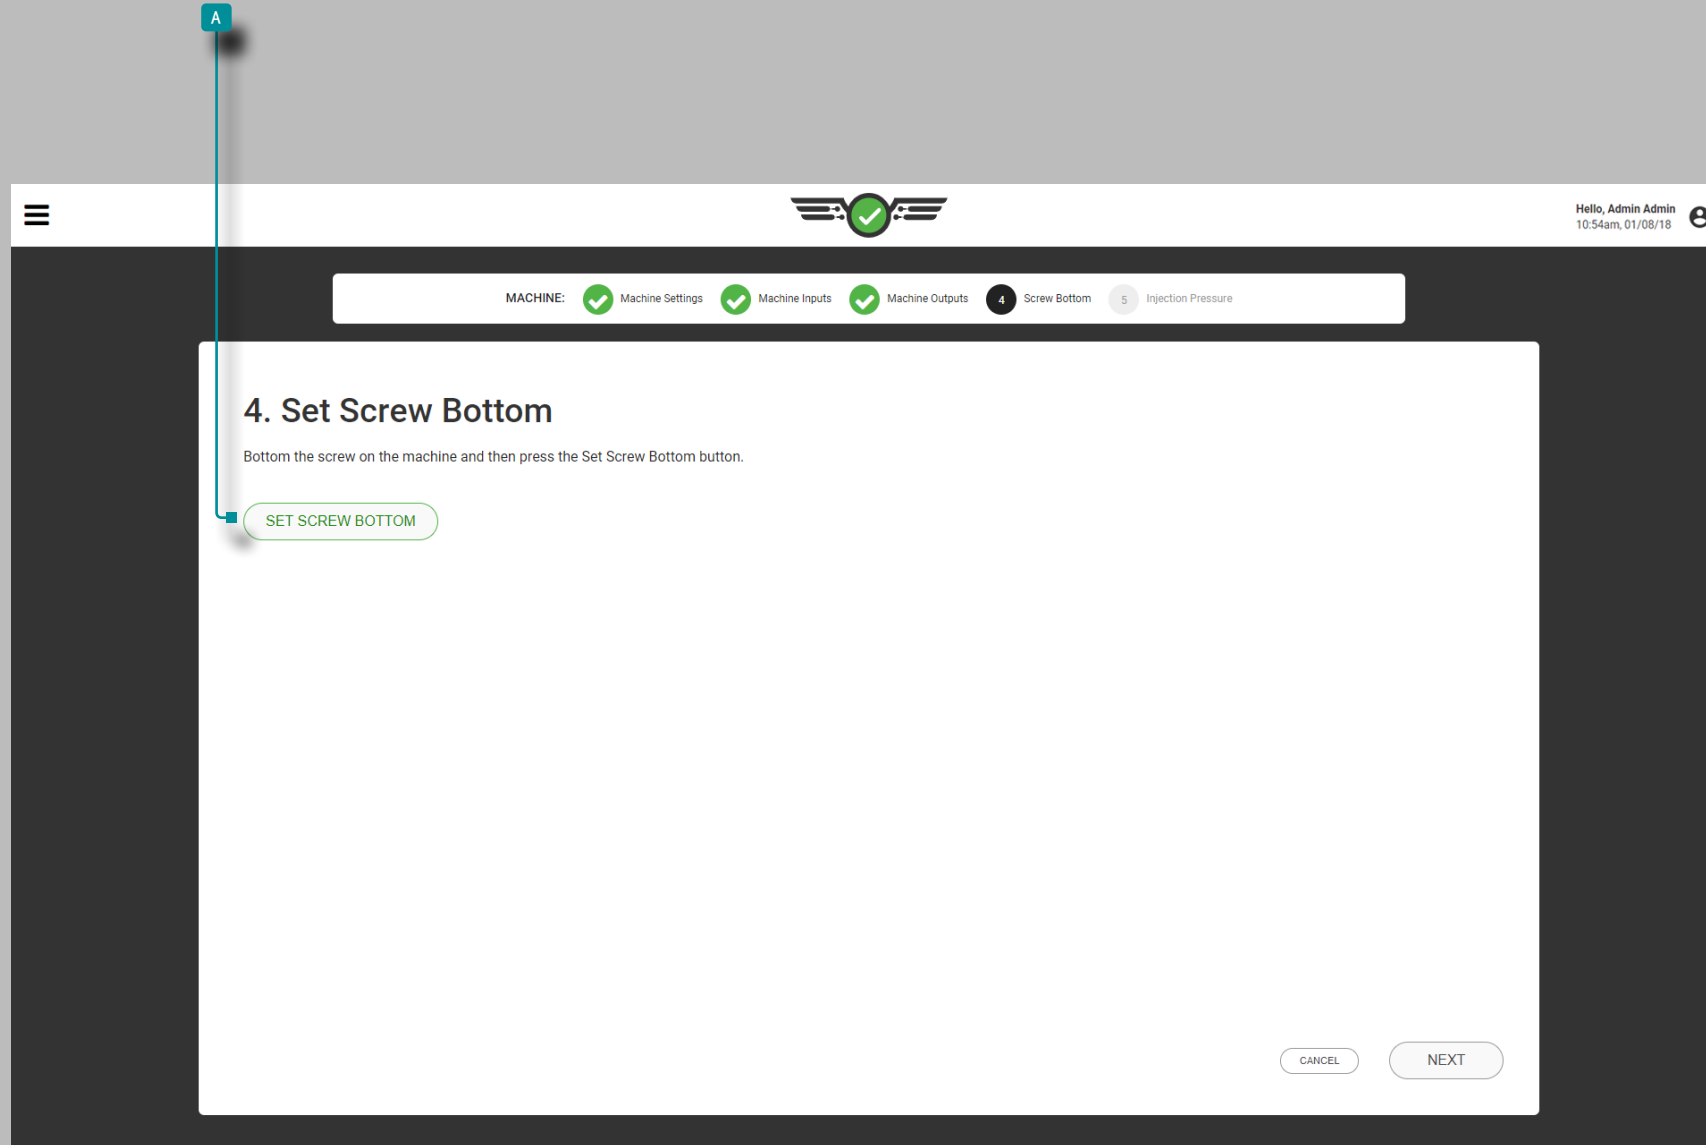 A
Hello, Admin Admin
10:54am, 01/08/18
MACHINE: Machine Settings Machine Inputs Machine Outputs 4 Screw Bottom 5 Injection Pressure
4. Set Screw Bottom
Bottom the screw on the machine and then press the Set Screw Bottom button.
SET SCREW BOTTOM
CANCEL NEXT